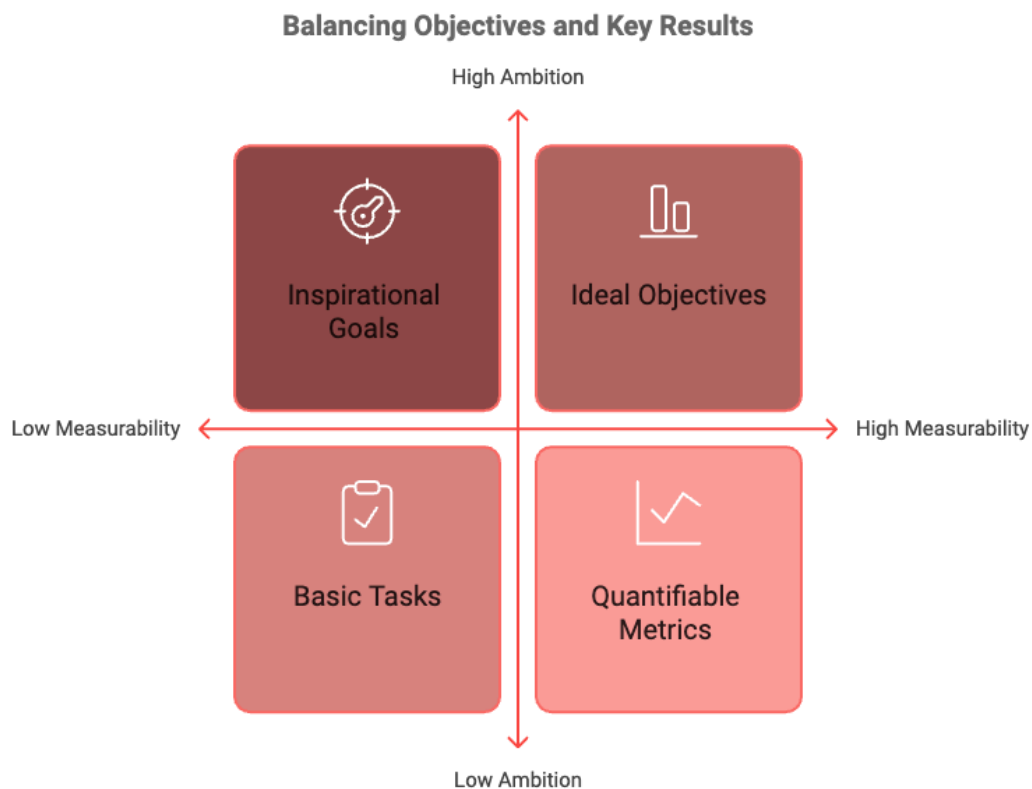 Balancing Objectives and Key Results
High Ambition
Inspirational
Goals
Ideal Objectives
Low Measurability
High Measurability
Basic Tasks
Quantifiable
Metrics
Low Ambition